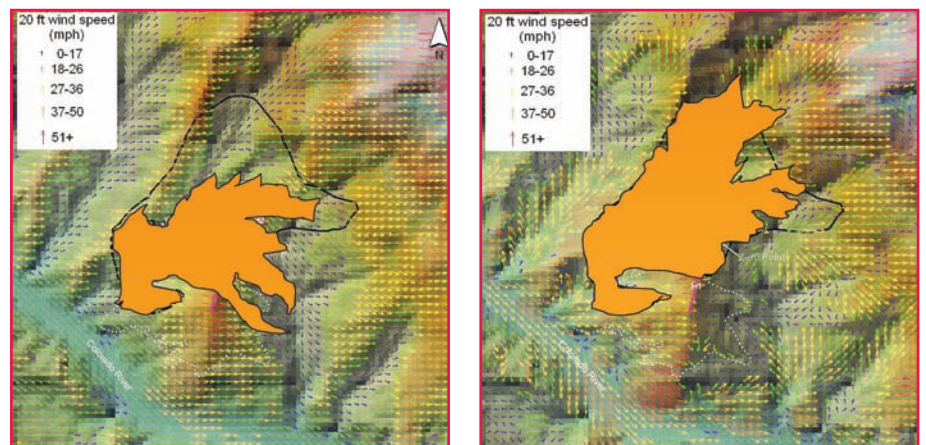 20 ft wind speed
(mph)
0-17
18-26
27-36
37-50
51+
N
Colorado River
20 ft wind speed
(mph)
0-17
18-26
27-36
37-50
51+
H1
Colorado River